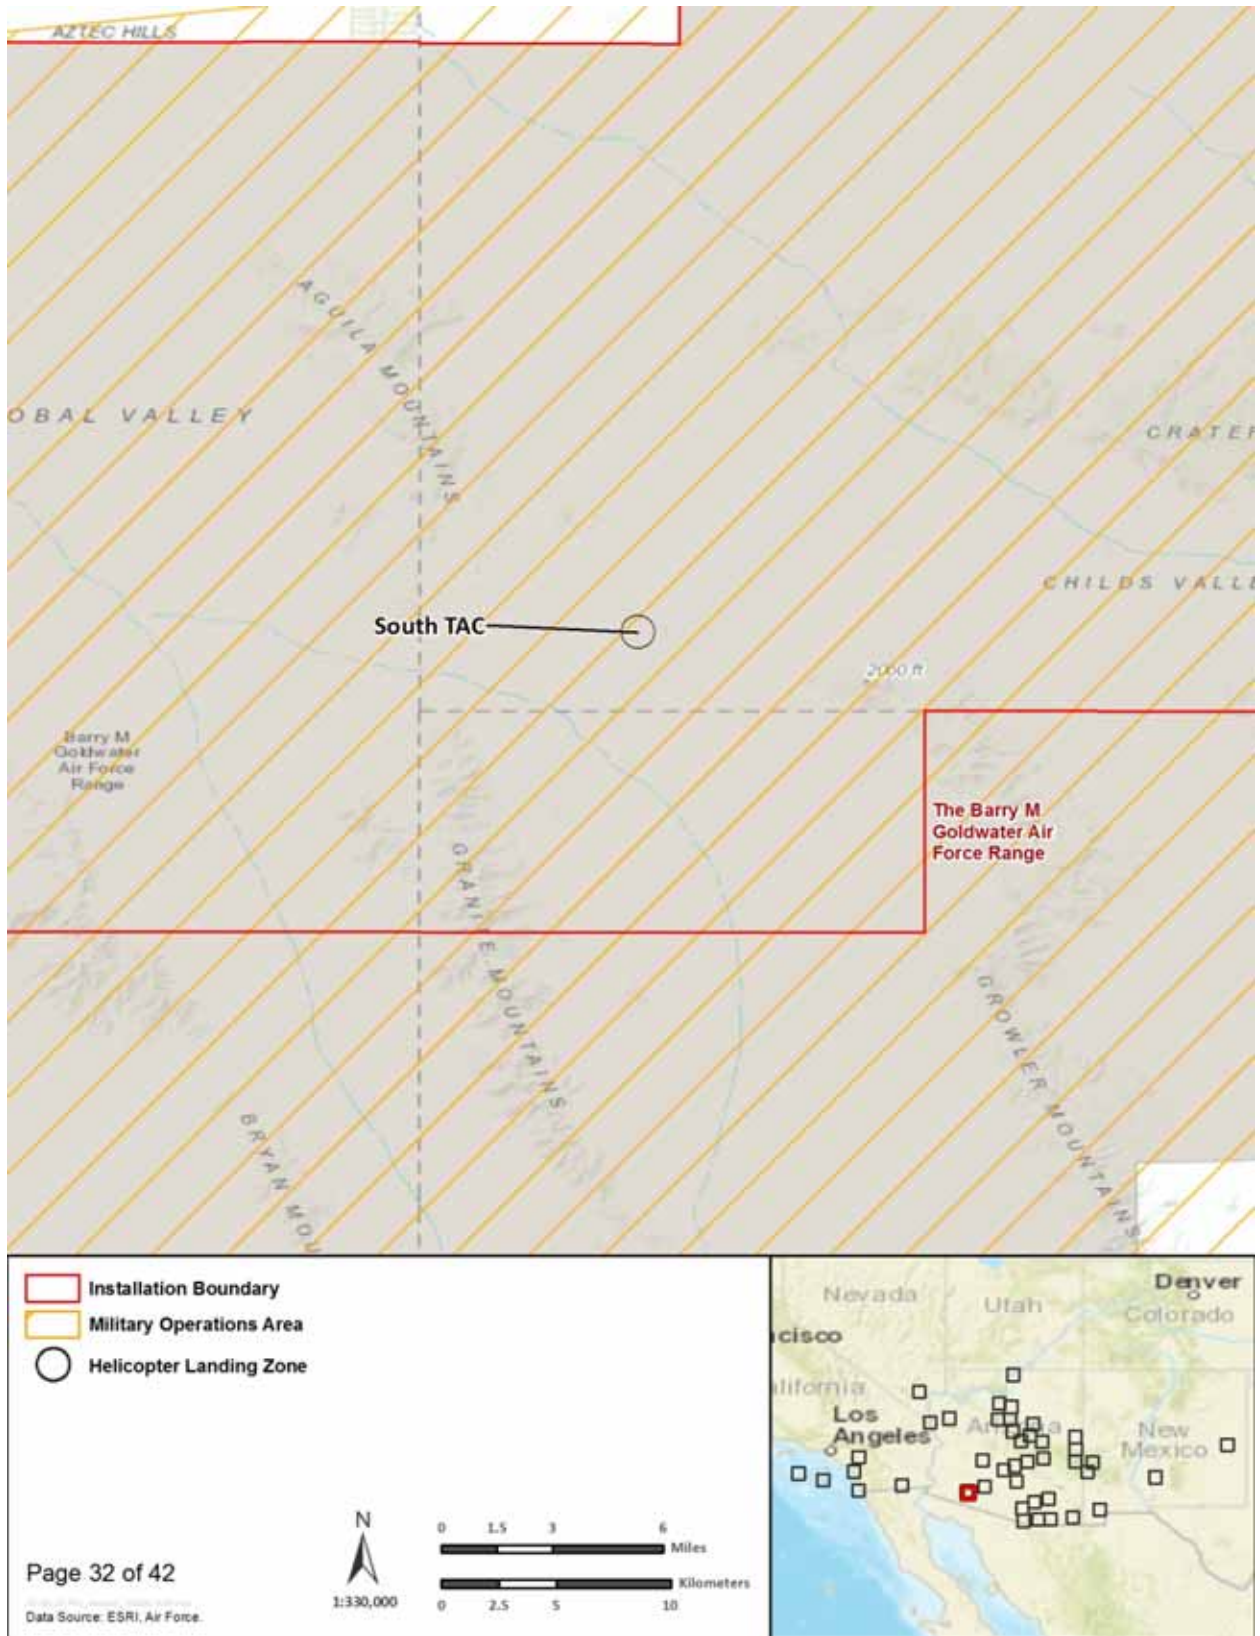 AZTEC HILLS
AGUILA MOUNTAINS
OBAL VALLEY
CRATER
CHILDS VALLE
South TAC
2060 ft
Barry M
Goldwater
Air Force
Range
The Barry M
Goldwater Air
Force Range
GRANITE MOUNTAINS
GROWLER MOUNTAINS
BRYAN MOU
Installation Boundary
Military Operations Area
Helicopter Landing Zone
Page 32 of 42
Data Source: ESRI, Air Force.
N
1:330,000
0 1.5 3 6
Miles
Kilometers
0 2.5 5 10
Nevada
Utah
Denver
Colorado
cisco
alifornia
Los
Angeles
New
Mexico